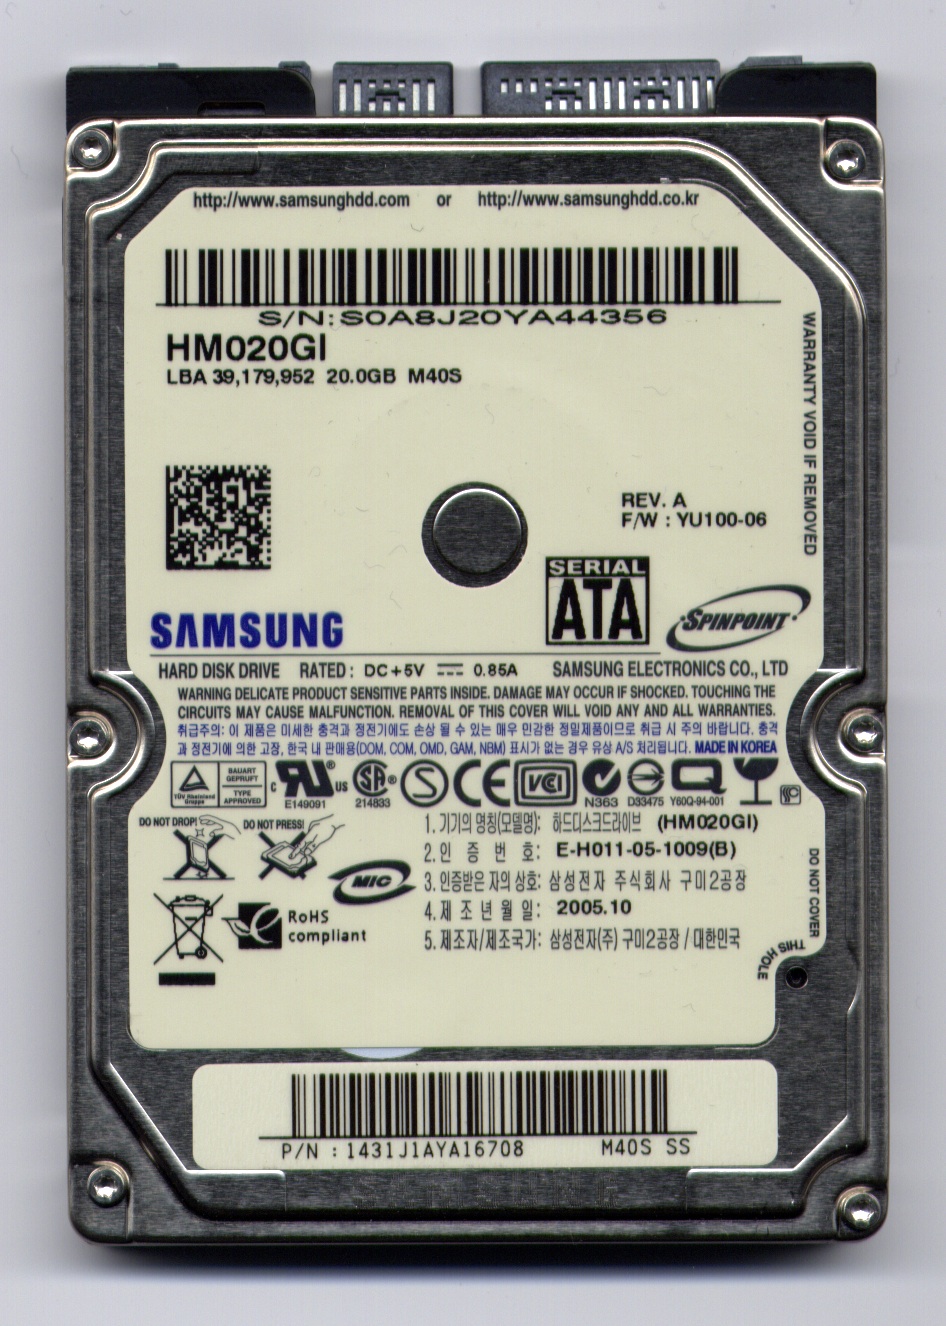 http://www.samsunghdd.com or http://www.samsunghdd.co.kr
S/N:S0A8J20YA44356
HM020GI
LBA 39,179,952 20.0GB M40S
WARRANTY VOID IF REMOVED
REV. A
F/W : YU100-06
SERIAL
ATA
SPINPOINT
SAMSUNG
HARD DISK DRIVE RATED : DC+5V 0.85A SAMSUNG ELECTRONICS CO., LTD
WARNING DELICATE PRODUCT SENSITIVE PARTS INSIDE. DAMAGE MAY OCCUR IF SHOCKED. TOUCHING THE
CIRCUITS MAY CAUSE MALFUNCTION. REMOVAL OF THIS COVER WILL VOID ANY AND ALL WARRANTIES.
취급주의: 이 제품은 미세한 충격과 정전기에도 손상 될 수 있는 매우 민감한 정밀제품이므로 취급 시 주의 바랍니다. 충격
과 정전기에 의한 고장, 한국 내 판매용(DOM, COM, OMD, GAM, NBM) 표시가 없는 경우 유상 A/S 처리됩니다. MADE IN KOREA
TÜV Rheinland
Group
BAUART
GEPRUFT
TYPE
APPROVED
C RU ® US
E149091
SA ®
214833
S
CE
VCI
N363
D33475
Y60Q-94-001
DO NOT DROP!
DO NOT PRESS!
MIC
RoHS
compliant
1. 기기의 명칭(모델명): 하드디스크드라이브 (HM020GI)
2. 인 증 번 호: E-H011-05-1009(B)
3. 인증받은 자의 상호: 삼성전자 주식회사 구미2공장
4. 제 조 년 월 일: 2005.10
5. 제조자/제조국가: 삼성전자(주) 구미2공장 / 대한민국
DO NOT COVER
THIS HOLE
P/N : 1431J1AYA16708 M40S SS